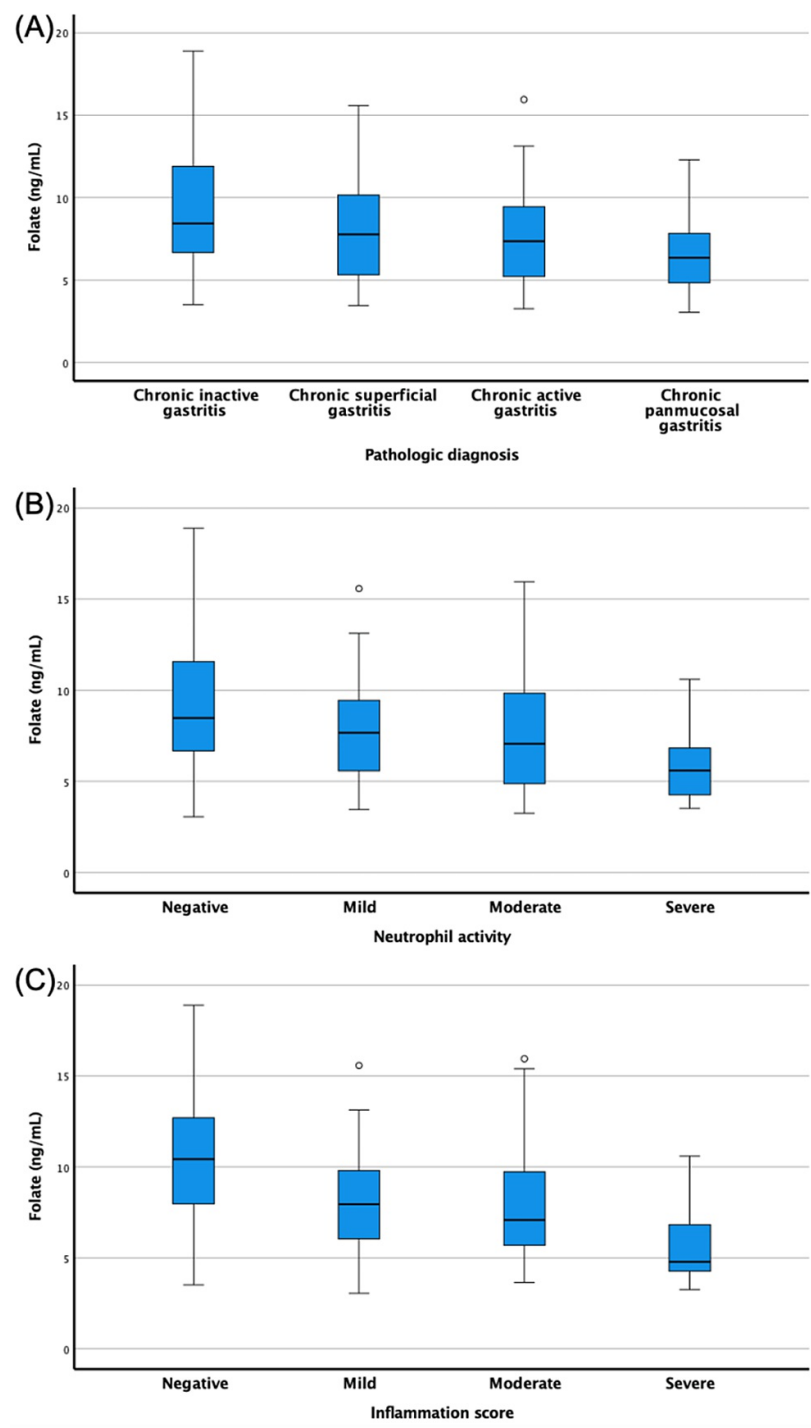 (A)
20
15
10
5
0
Folate (ng/mL)
Chronic inactive gastritis
Chronic superficial gastritis
Chronic active gastritis
Chronic panmucosal gastritis
Pathologic diagnosis
(B)
20
15
10
5
0
Folate (ng/mL)
Negative
Mild
Moderate
Severe
Neutrophil activity
(C)
20
15
10
5
0
Folate (ng/mL)
Negative
Mild
Moderate
Severe
Inflammation score